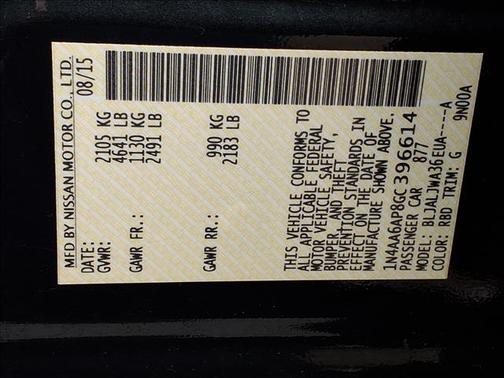 MFD BY NISSAN MOTOR CO., LTD.
DATE: 08/15
GVWR: 2105 KG
4641 LB
GAWR FR.: 1130 KG
2491 LB
GAWR RR.: 990 KG
2183 LB
THIS VEHICLE CONFORMS TO
ALL APPLICABLE FEDERAL
MOTOR VEHICLE SAFETY,
BUMPER, AND THEFT
PREVENTION STANDARDS IN
EFFECT ON THE DATE OF
MANUFACTURE SHOWN ABOVE.
1N4AA6AP8GC396614
PASSENGER CAR 877
MODEL: BLJALJWA36EUA-----A
COLOR: RBD TRIM: G 9N00A